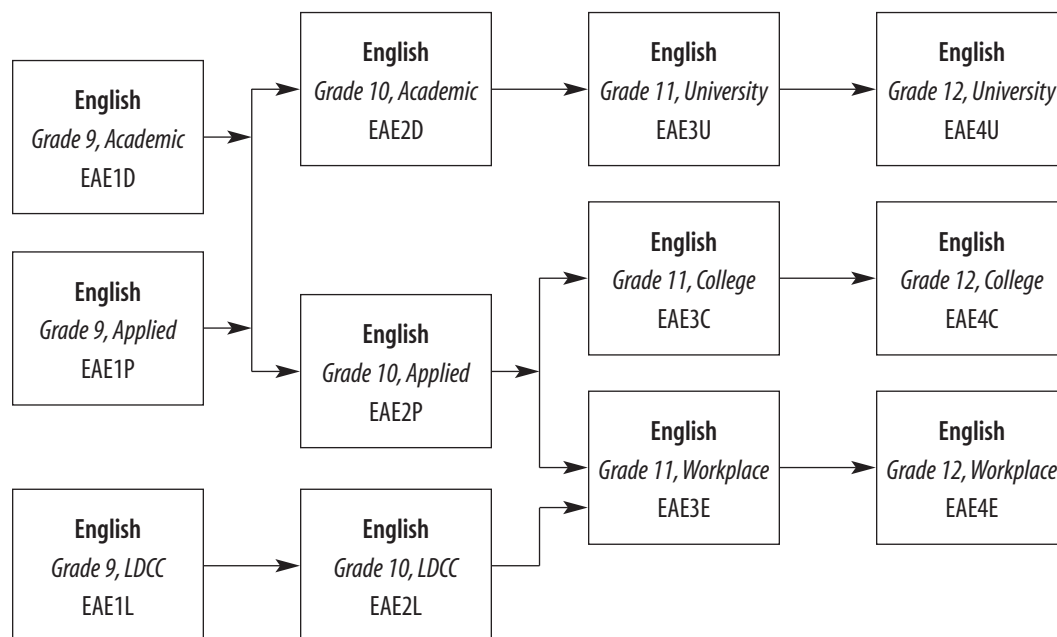 English
Grade 9, Academic
EAE1D
English
Grade 10, Academic
EAE2D
English
Grade 11, University
EAE3U
English
Grade 12, University
EAE4U
English
Grade 9, Applied
EAE1P
English
Grade 10, Applied
EAE2P
English
Grade 11, College
EAE3C
English
Grade 12, College
EAE4C
English
Grade 11, Workplace
EAE3E
English
Grade 12, Workplace
EAE4E
English
Grade 9, LDCC
EAE1L
English
Grade 10, LDCC
EAE2L